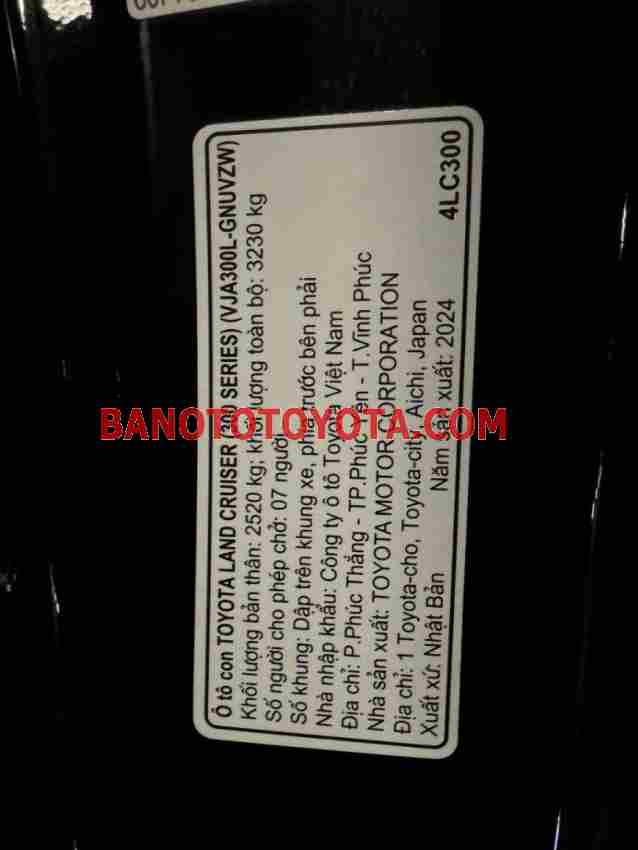 Ô tô con TOYOTA LAND CRUISER (300 SERIES) (VJA300L-GNUVZW)
Khối lượng bản thân: 2520 kg; khối lượng toàn bộ: 3230 kg
Số người cho phép chở: 07 người
Số khung: Dập trên khung xe, phía trước bên phải
Nhà nhập khẩu: Công ty ô tô Toyota Việt Nam
Địa chỉ: P.Phúc Thắng - TP.Phúc Yên - T.Vĩnh Phúc
Nhà sản xuất: TOYOTA MOTOR CORPORATION
Địa chỉ: 1 Toyota-cho, Toyota-city, Aichi, Japan
Xuất xứ: Nhật Bản Năm sản xuất: 2024
4LC300
BANOTOTOYOTA.COM